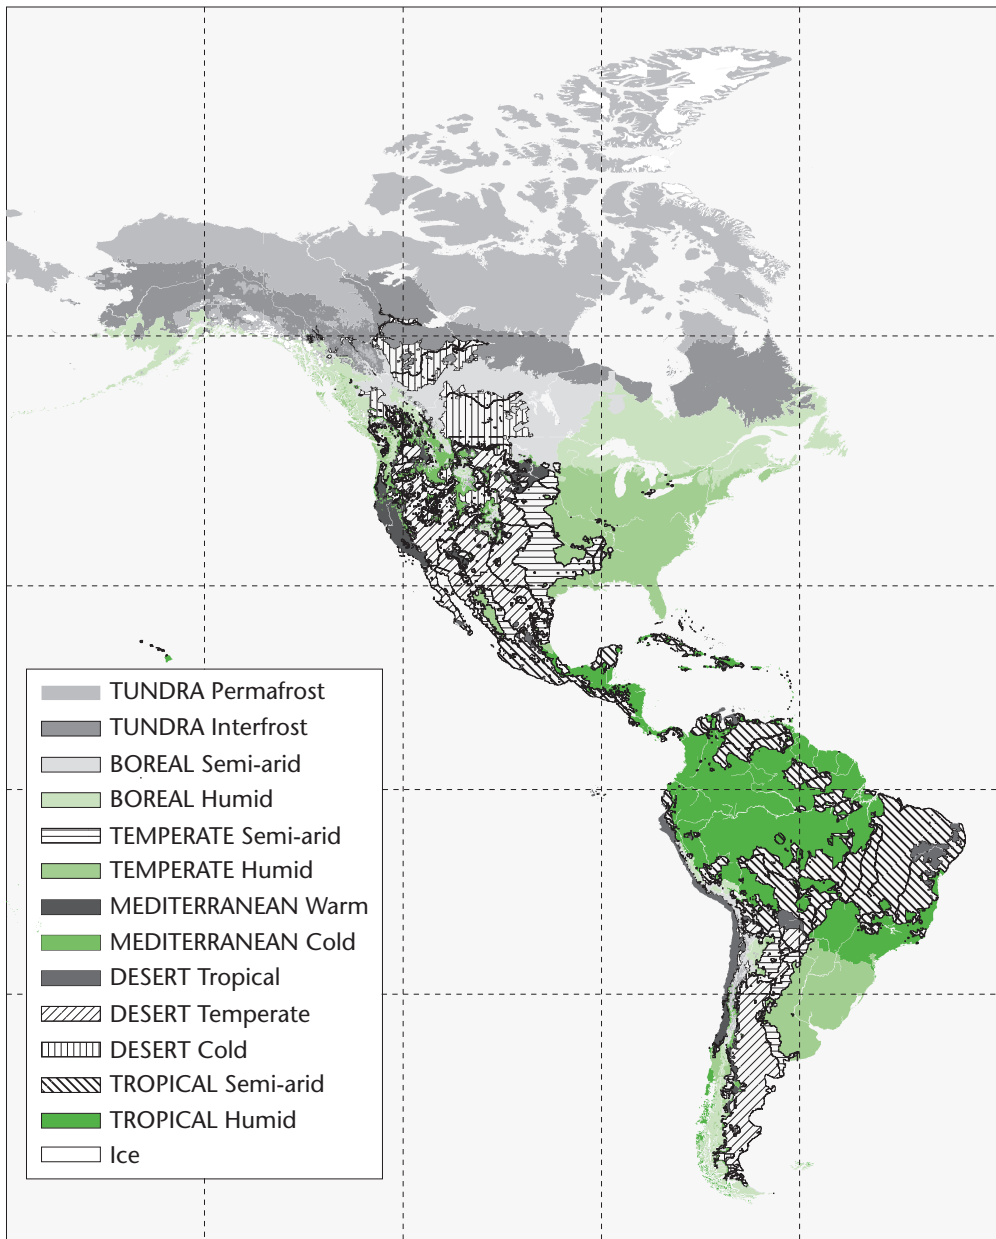 TUNDRA Permafrost
TUNDRA Interfrost
BOREAL Semi-arid
BOREAL Humid
TEMPERATE Semi-arid
TEMPERATE Humid
MEDITERRANEAN Warm
MEDITERRANEAN Cold
DESERT Tropical
DESERT Temperate
DESERT Cold
TROPICAL Semi-arid
TROPICAL Humid
Ice